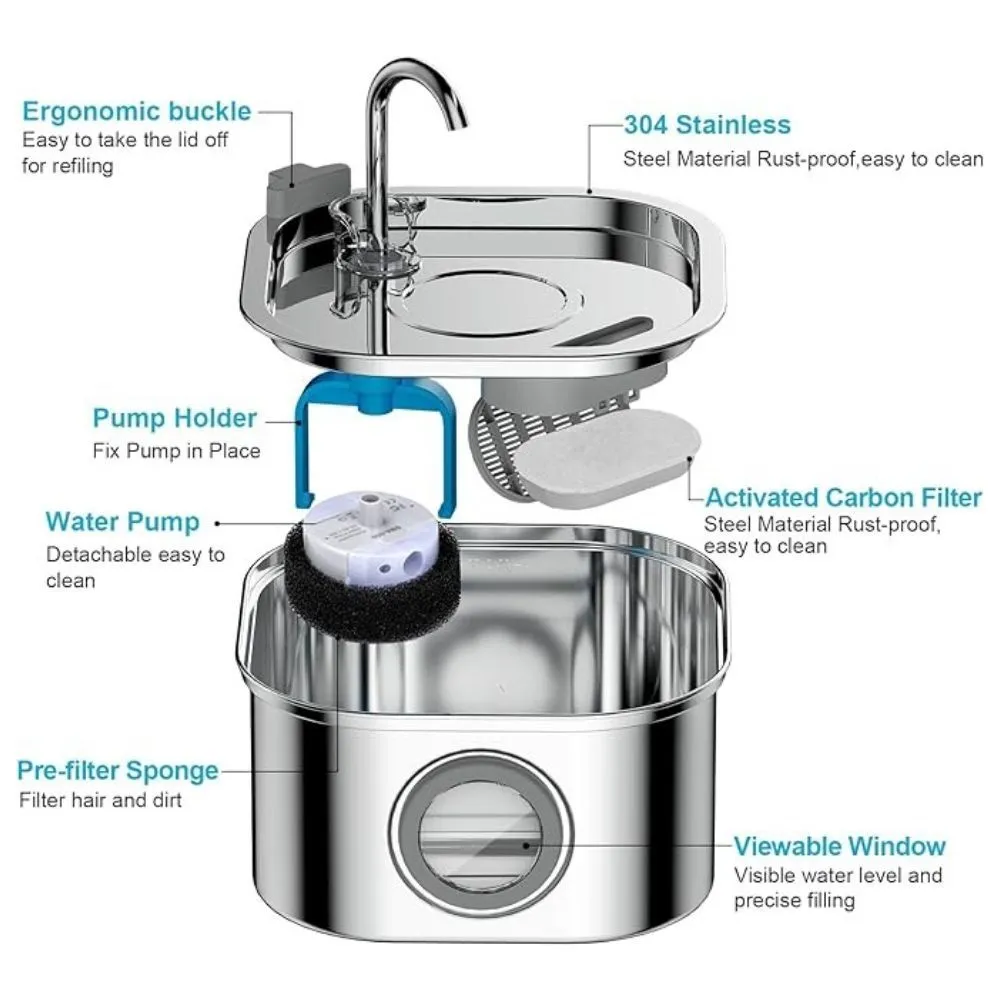 Ergonomic buckle
Easy to take the lid off
for refiling
304 Stainless
Steel Material Rust-proof,easy to clean
Pump Holder
Fix Pump in Place
Water Pump
Detachable easy to
clean
Activated Carbon Filter
Steel Material Rust-proof,
easy to clean
Pre-filter Sponge
Filter hair and dirt
Viewable Window
Visible water level and
precise filling